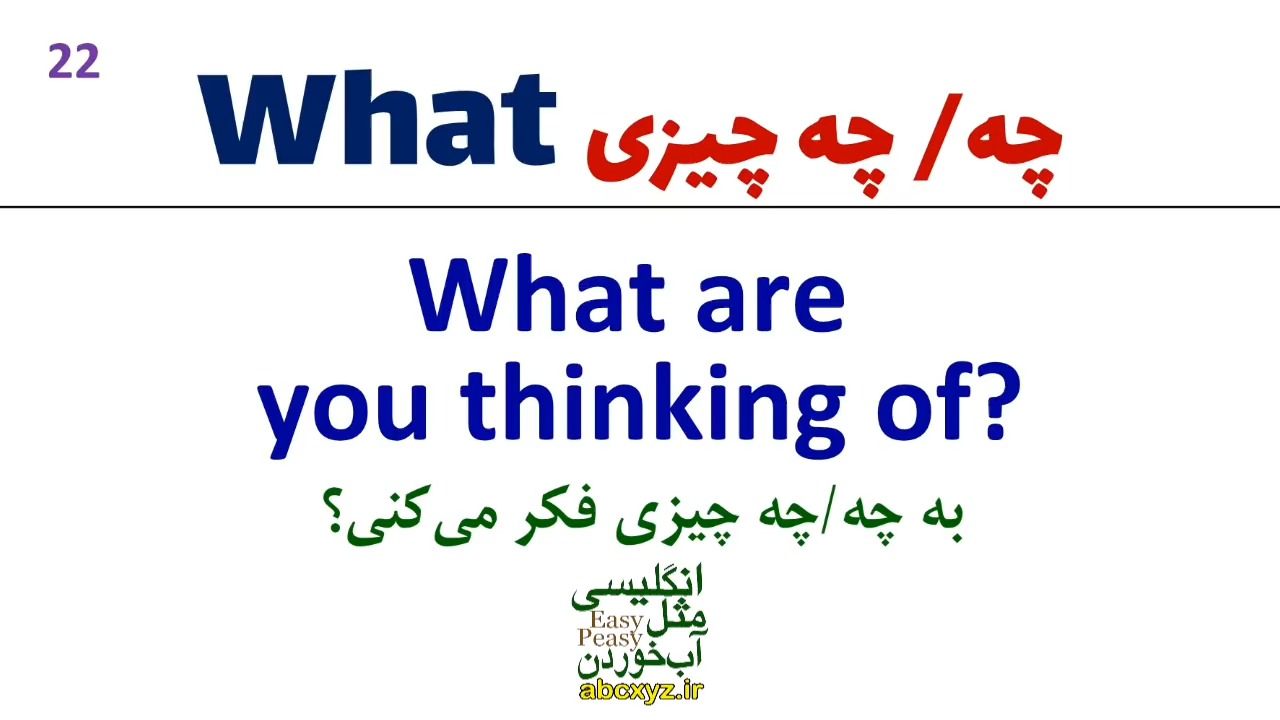 22
What چه/ چه چیزی
What are
you thinking of?
به چه/چه چیزی فکر می‌کنی؟
انگلیسی
مثل
Easy
Peasy
آب‌خوردن
abcxyz.ir